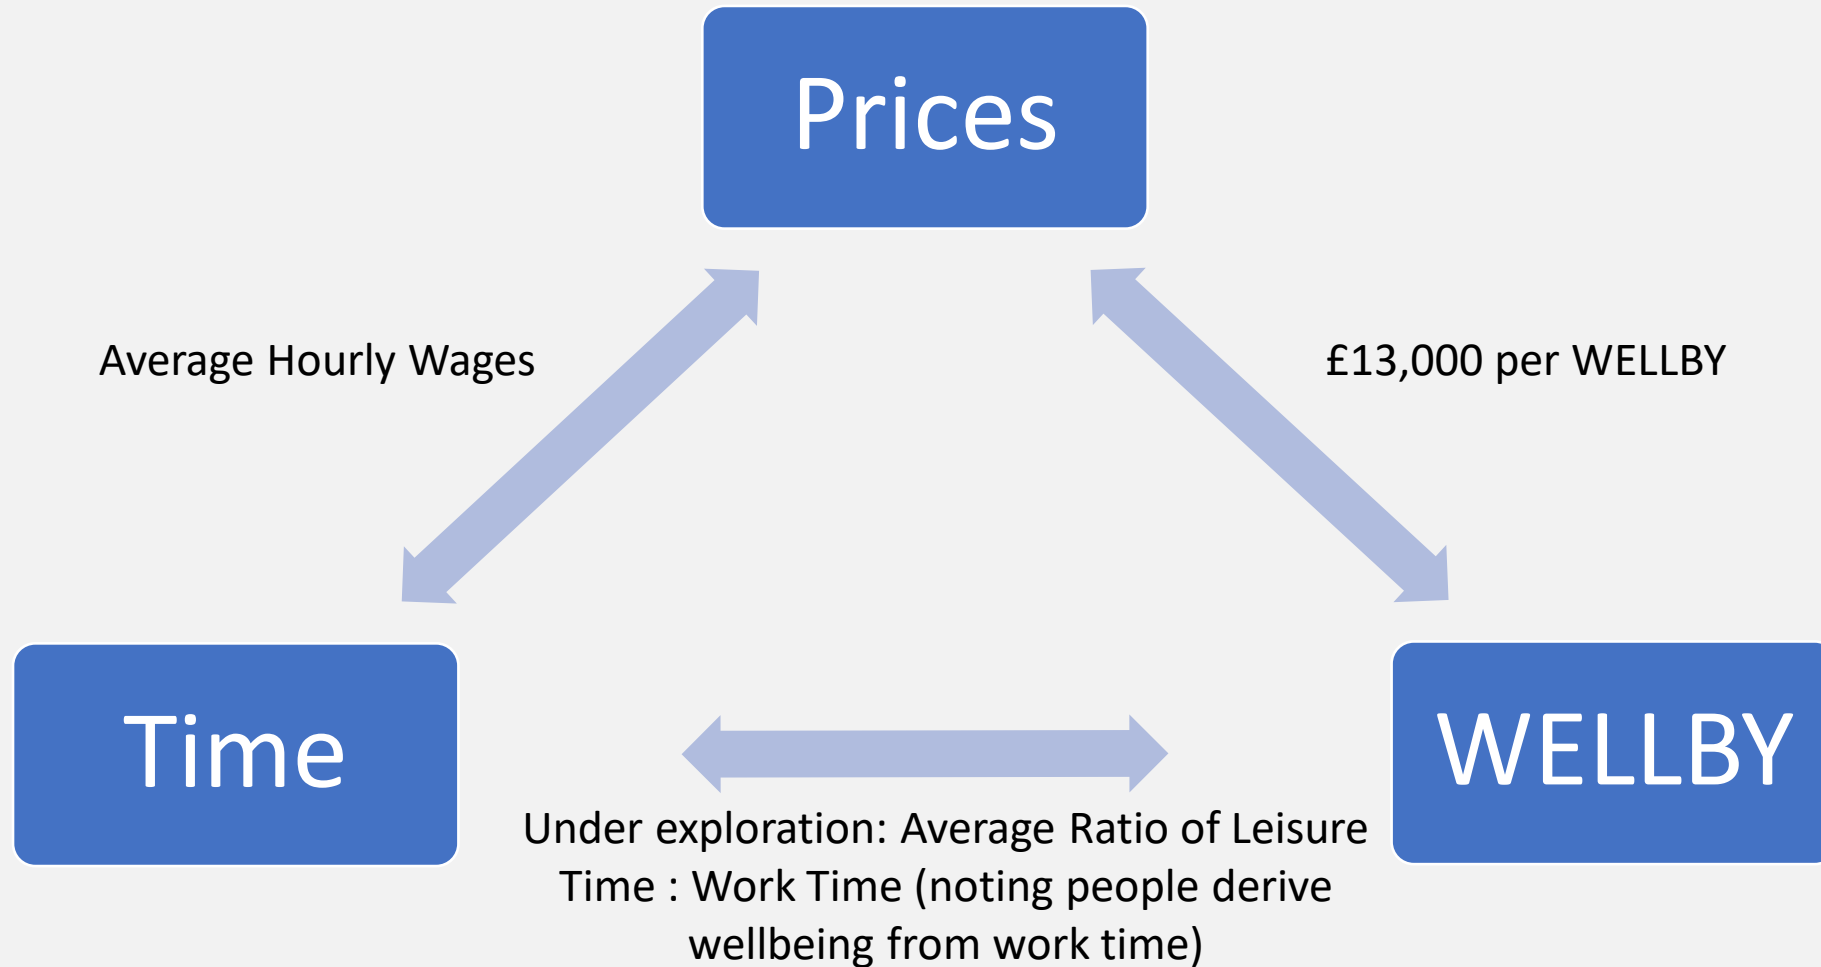 Prices
Average Hourly Wages
£13,000 per WELLBY
Time
WELLBY
Under exploration: Average Ratio of Leisure
Time : Work Time (noting people derive
wellbeing from work time)